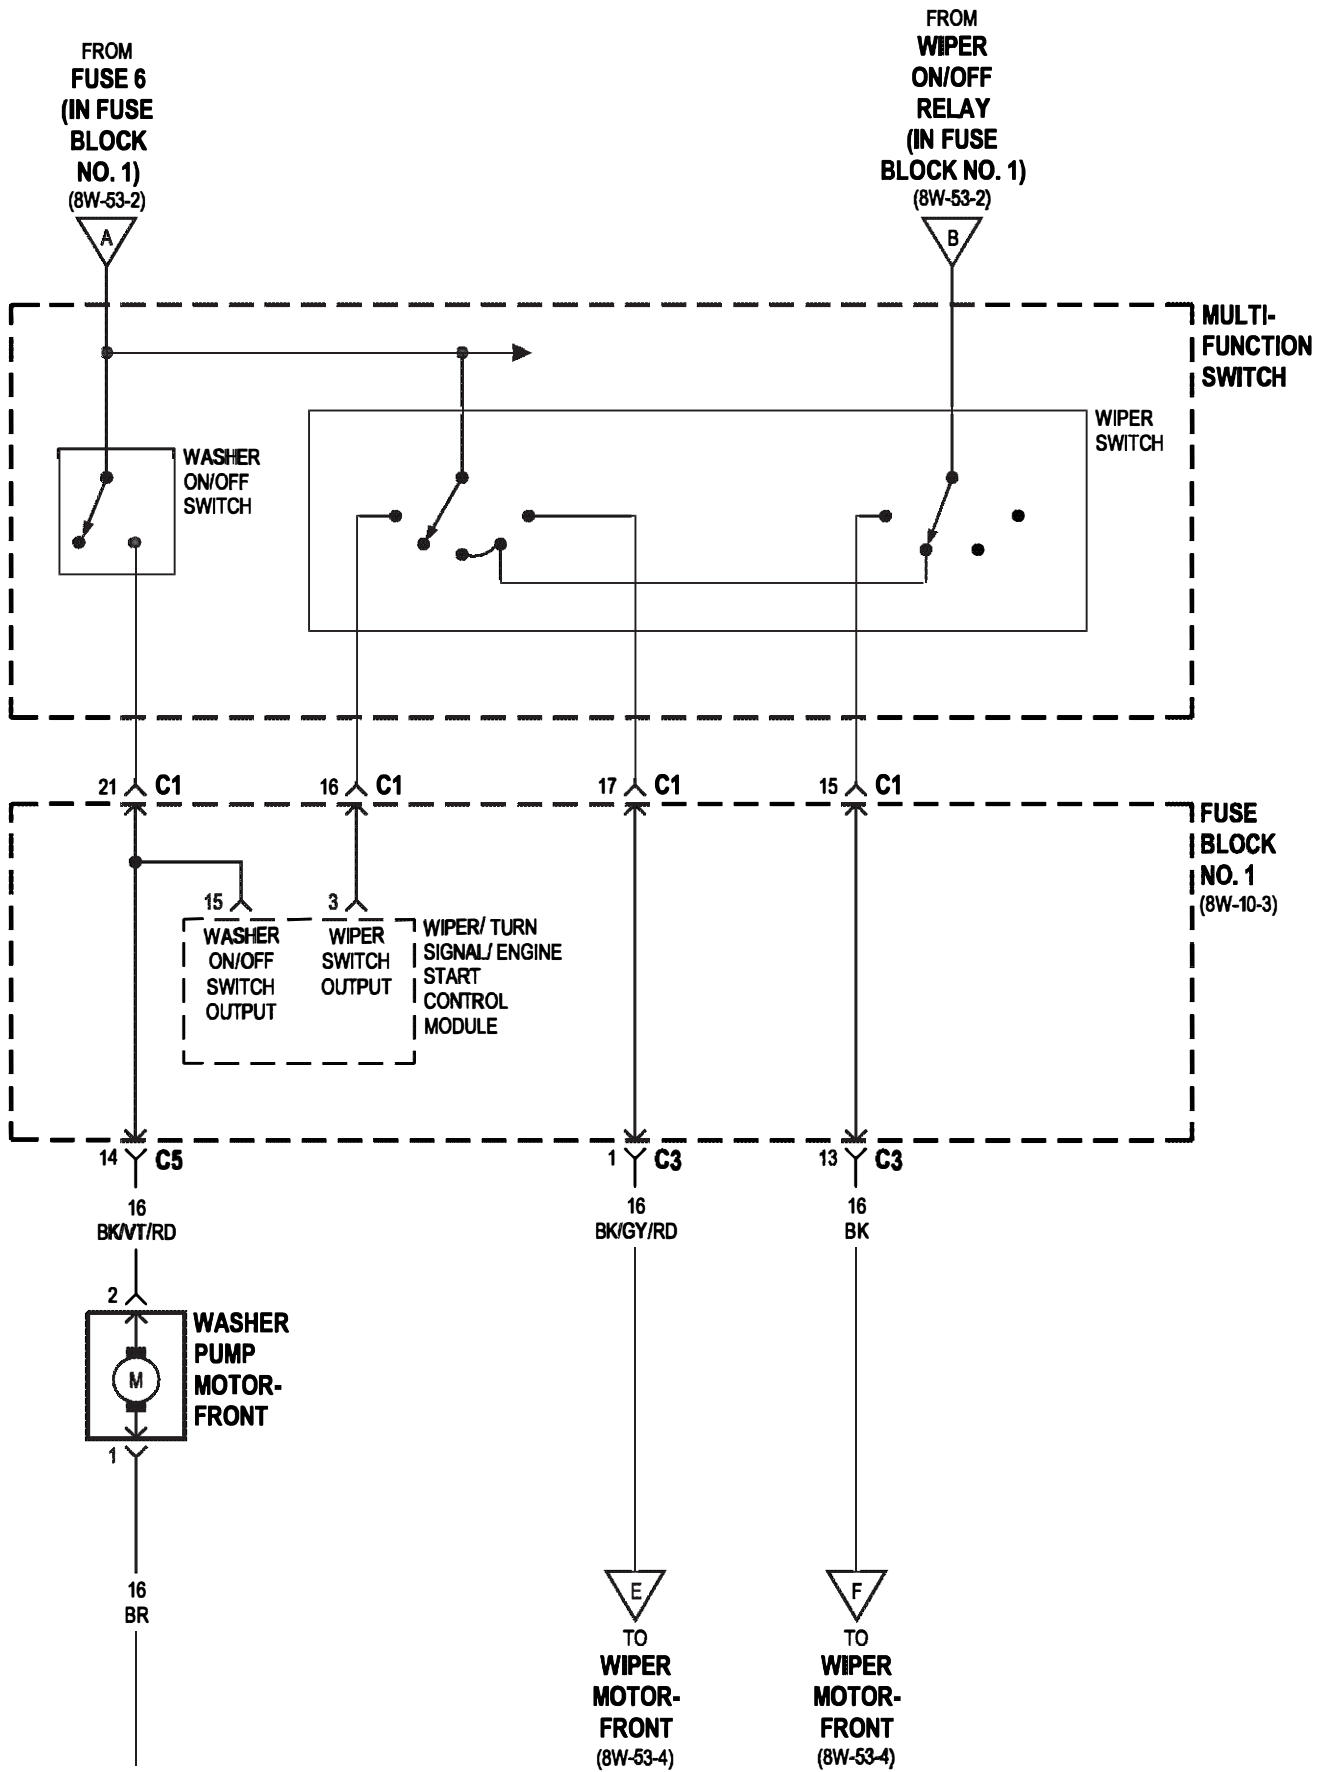 FROM
FUSE 6
(IN FUSE
BLOCK
NO. 1)
(8W-53-2)
A
FROM
WIPER
ON/OFF
RELAY
(IN FUSE
BLOCK NO. 1)
(8W-53-2)
B
MULTI-
FUNCTION
SWITCH
WASHER
ON/OFF
SWITCH
WIPER
SWITCH
21 C1
16 C1
17 C1
15 C1
FUSE
BLOCK
NO. 1
(8W-10-3)
15
3
WASHER
ON/OFF
SWITCH
OUTPUT
WIPER
SWITCH
OUTPUT
WIPER/ TURN
SIGNAL/ ENGINE
START
CONTROL
MODULE
14 C5
1 C3
13 C3
16
BK/VT/RD
16
BK/GY/RD
16
BK
2
M
WASHER
PUMP
MOTOR-
FRONT
1
16
BR
E
TO
WIPER
MOTOR-
FRONT
(8W-53-4)
F
TO
WIPER
MOTOR-
FRONT
(8W-53-4)